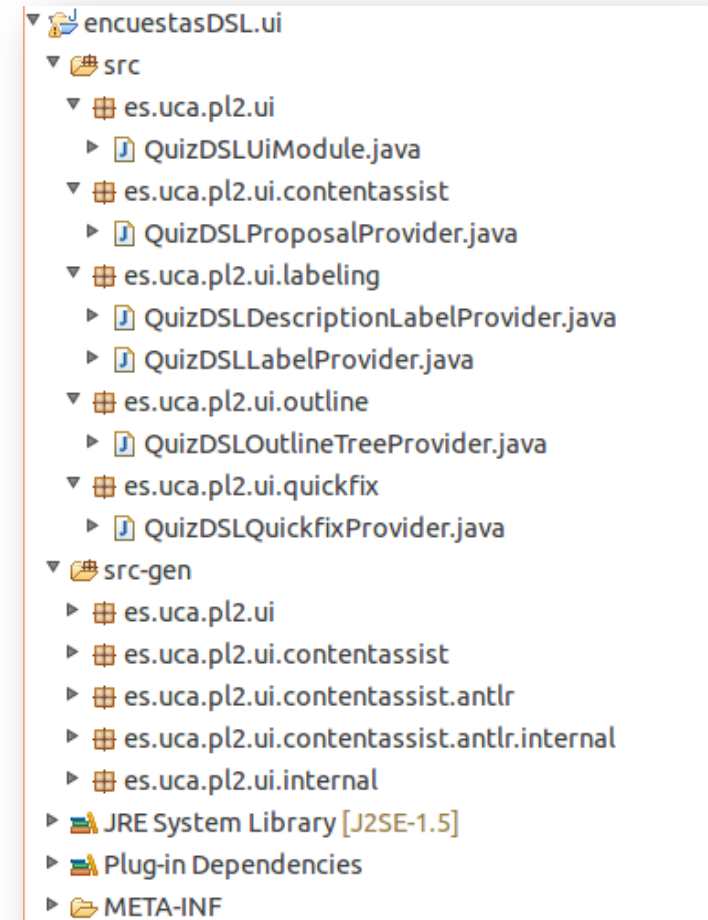 encuestasDSL.ui
src
es.uca.pl2.ui
QuizDSLUiModule.java
es.uca.pl2.ui.contentassist
QuizDSLProposalProvider.java
es.uca.pl2.ui.labeling
QuizDSLDescriptionLabelProvider.java
QuizDSLLabelProvider.java
es.uca.pl2.ui.outline
QuizDSLOutlineTreeProvider.java
es.uca.pl2.ui.quickfix
QuizDSLQuickfixProvider.java
src-gen
es.uca.pl2.ui
es.uca.pl2.ui.contentassist
es.uca.pl2.ui.contentassist.antlr
es.uca.pl2.ui.contentassist.antlr.internal
es.uca.pl2.ui.internal
JRE System Library [J2SE-1.5]
Plug-in Dependencies
META-INF